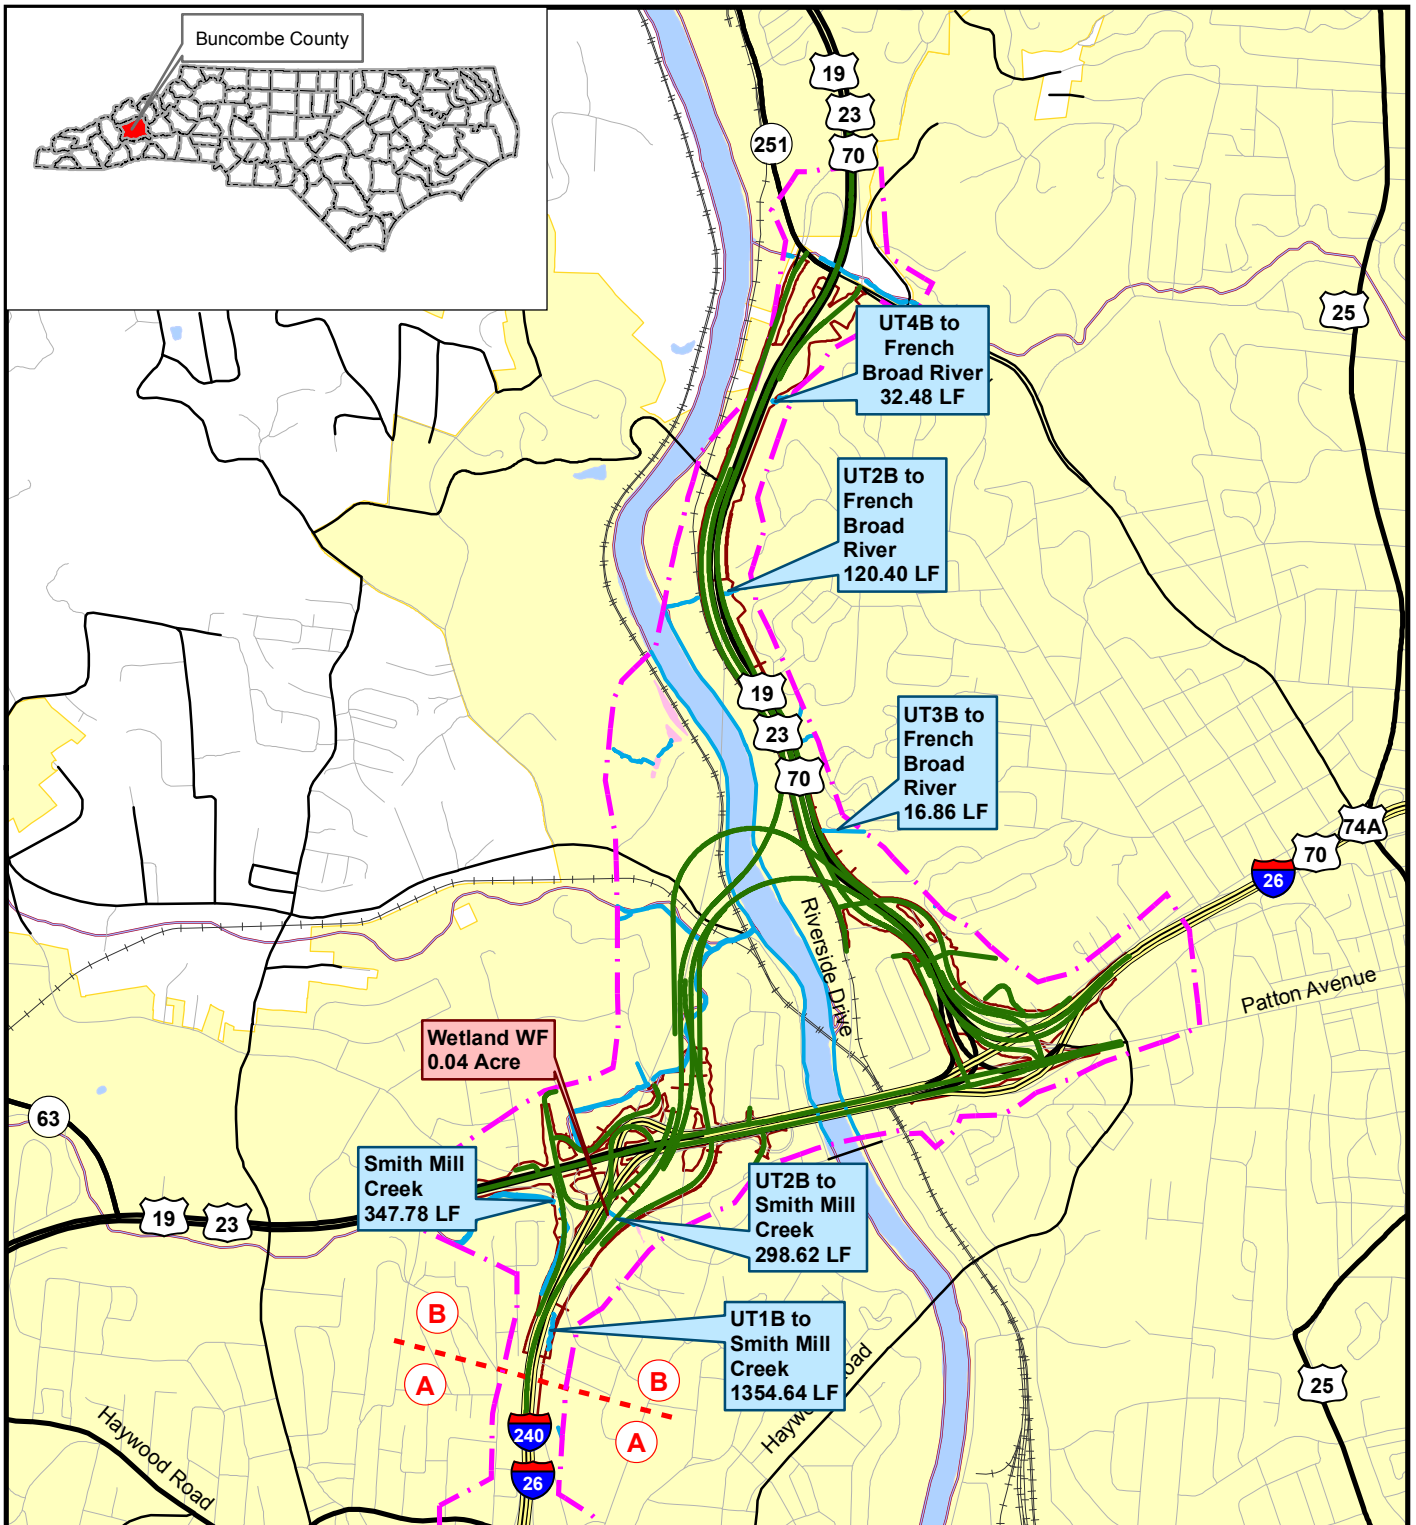 Buncombe County
19
23
70
251
25
UT4B to
French
Broad River
32.48 LF
UT2B to
French
Broad
River
120.40 LF
19
23
70
UT3B to
French
Broad
River
16.86 LF
74A
70
26
Riverside Drive
Patton Avenue
Wetland WF
0.04 Acre
63
Smith Mill
Creek
347.78 LF
19
23
UT2B to
Smith Mill
Creek
298.62 LF
UT1B to
Smith Mill
Creek
1354.64 LF
B
A
B
A
25
240
26
Haywood Road
Haywood Road